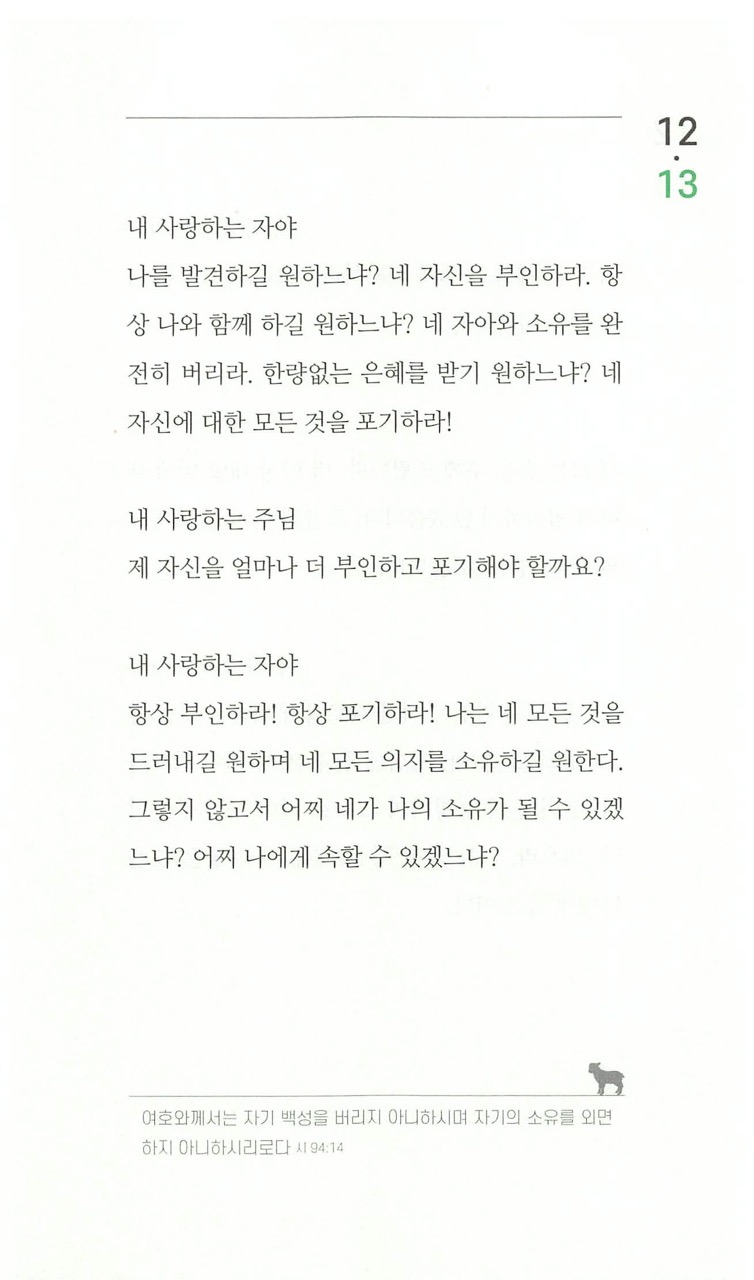 12
·
13
내 사랑하는 자야
나를 발견하길 원하느냐? 네 자신을 부인하라. 항
상 나와 함께 하길 원하느냐? 네 자아와 소유를 완
전히 버리라. 한량없는 은혜를 받기 원하느냐? 네
자신에 대한 모든 것을 포기하라!
내 사랑하는 주님
제 자신을 얼마나 더 부인하고 포기해야 할까요?
내 사랑하는 자야
항상 부인하라! 항상 포기하라! 나는 네 모든 것을
드러내길 원하며 네 모든 의지를 소유하길 원한다.
그렇지 않고서 어찌 네가 나의 소유가 될 수 있겠
느냐? 어찌 나에게 속할 수 있겠느냐?
여호와께서는 자기 백성을 버리지 아니하시며 자기의 소유를 외면
하지 아니하시리로다 시 94:14